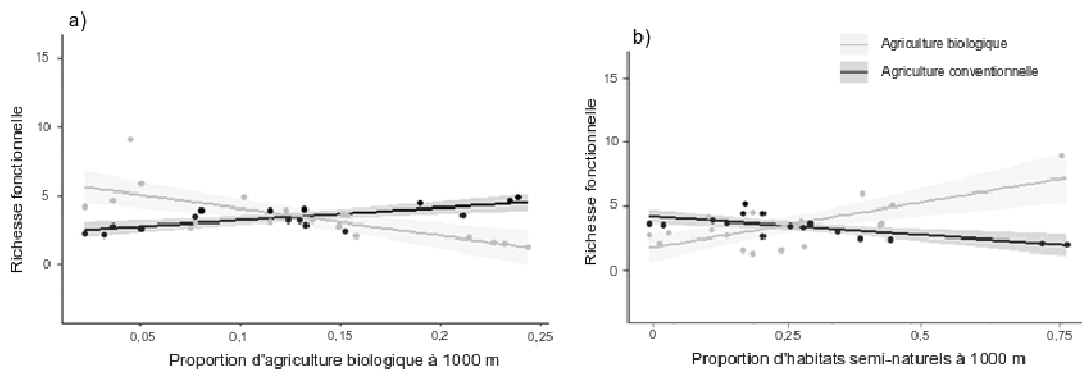 a)
15
10
5
0
Richesse fonctionnelle
0,05
0,1
0,15
0,2
0,25
Proportion d'agriculture biologique à 1000 m
b)
Agriculture biologique
Agriculture conventionnelle
15
10
5
0
Richesse fonctionnelle
0
0,25
0,5
0,75
Proportion d'habitats semi-naturels à 1000 m